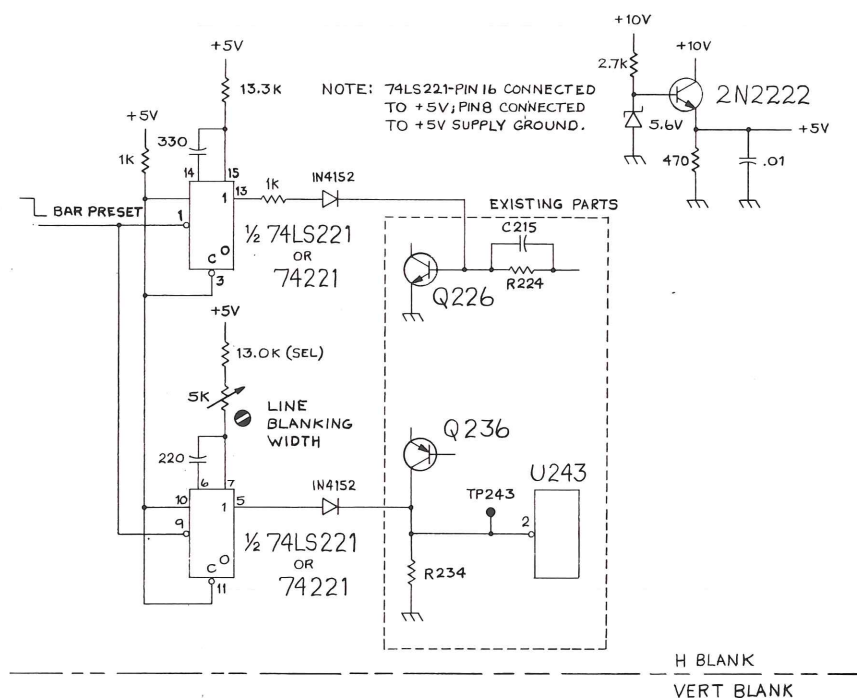 +10V
+10V
2.7K
2N2222
5.6V
+5V
470
.01
+5V
13.3K
NOTE: 74LS221-PIN 16 CONNECTED
TO +5V; PIN 8 CONNECTED
TO +5V SUPPLY GROUND.
+5V
1K
330
14
15
13
1K
IN4152
1
BAR PRESET
1
C
O
3
½ 74LS221
OR
74221
EXISTING PARTS
C215
R224
Q226
+5V
13.0K (SEL)
5K
LINE
BLANKING
WIDTH
220
6
7
10
1
5
9
C
O
11
IN4152
½ 74LS221
OR
74221
Q236
U243
TP243
2
R234
H BLANK
VERT BLANK